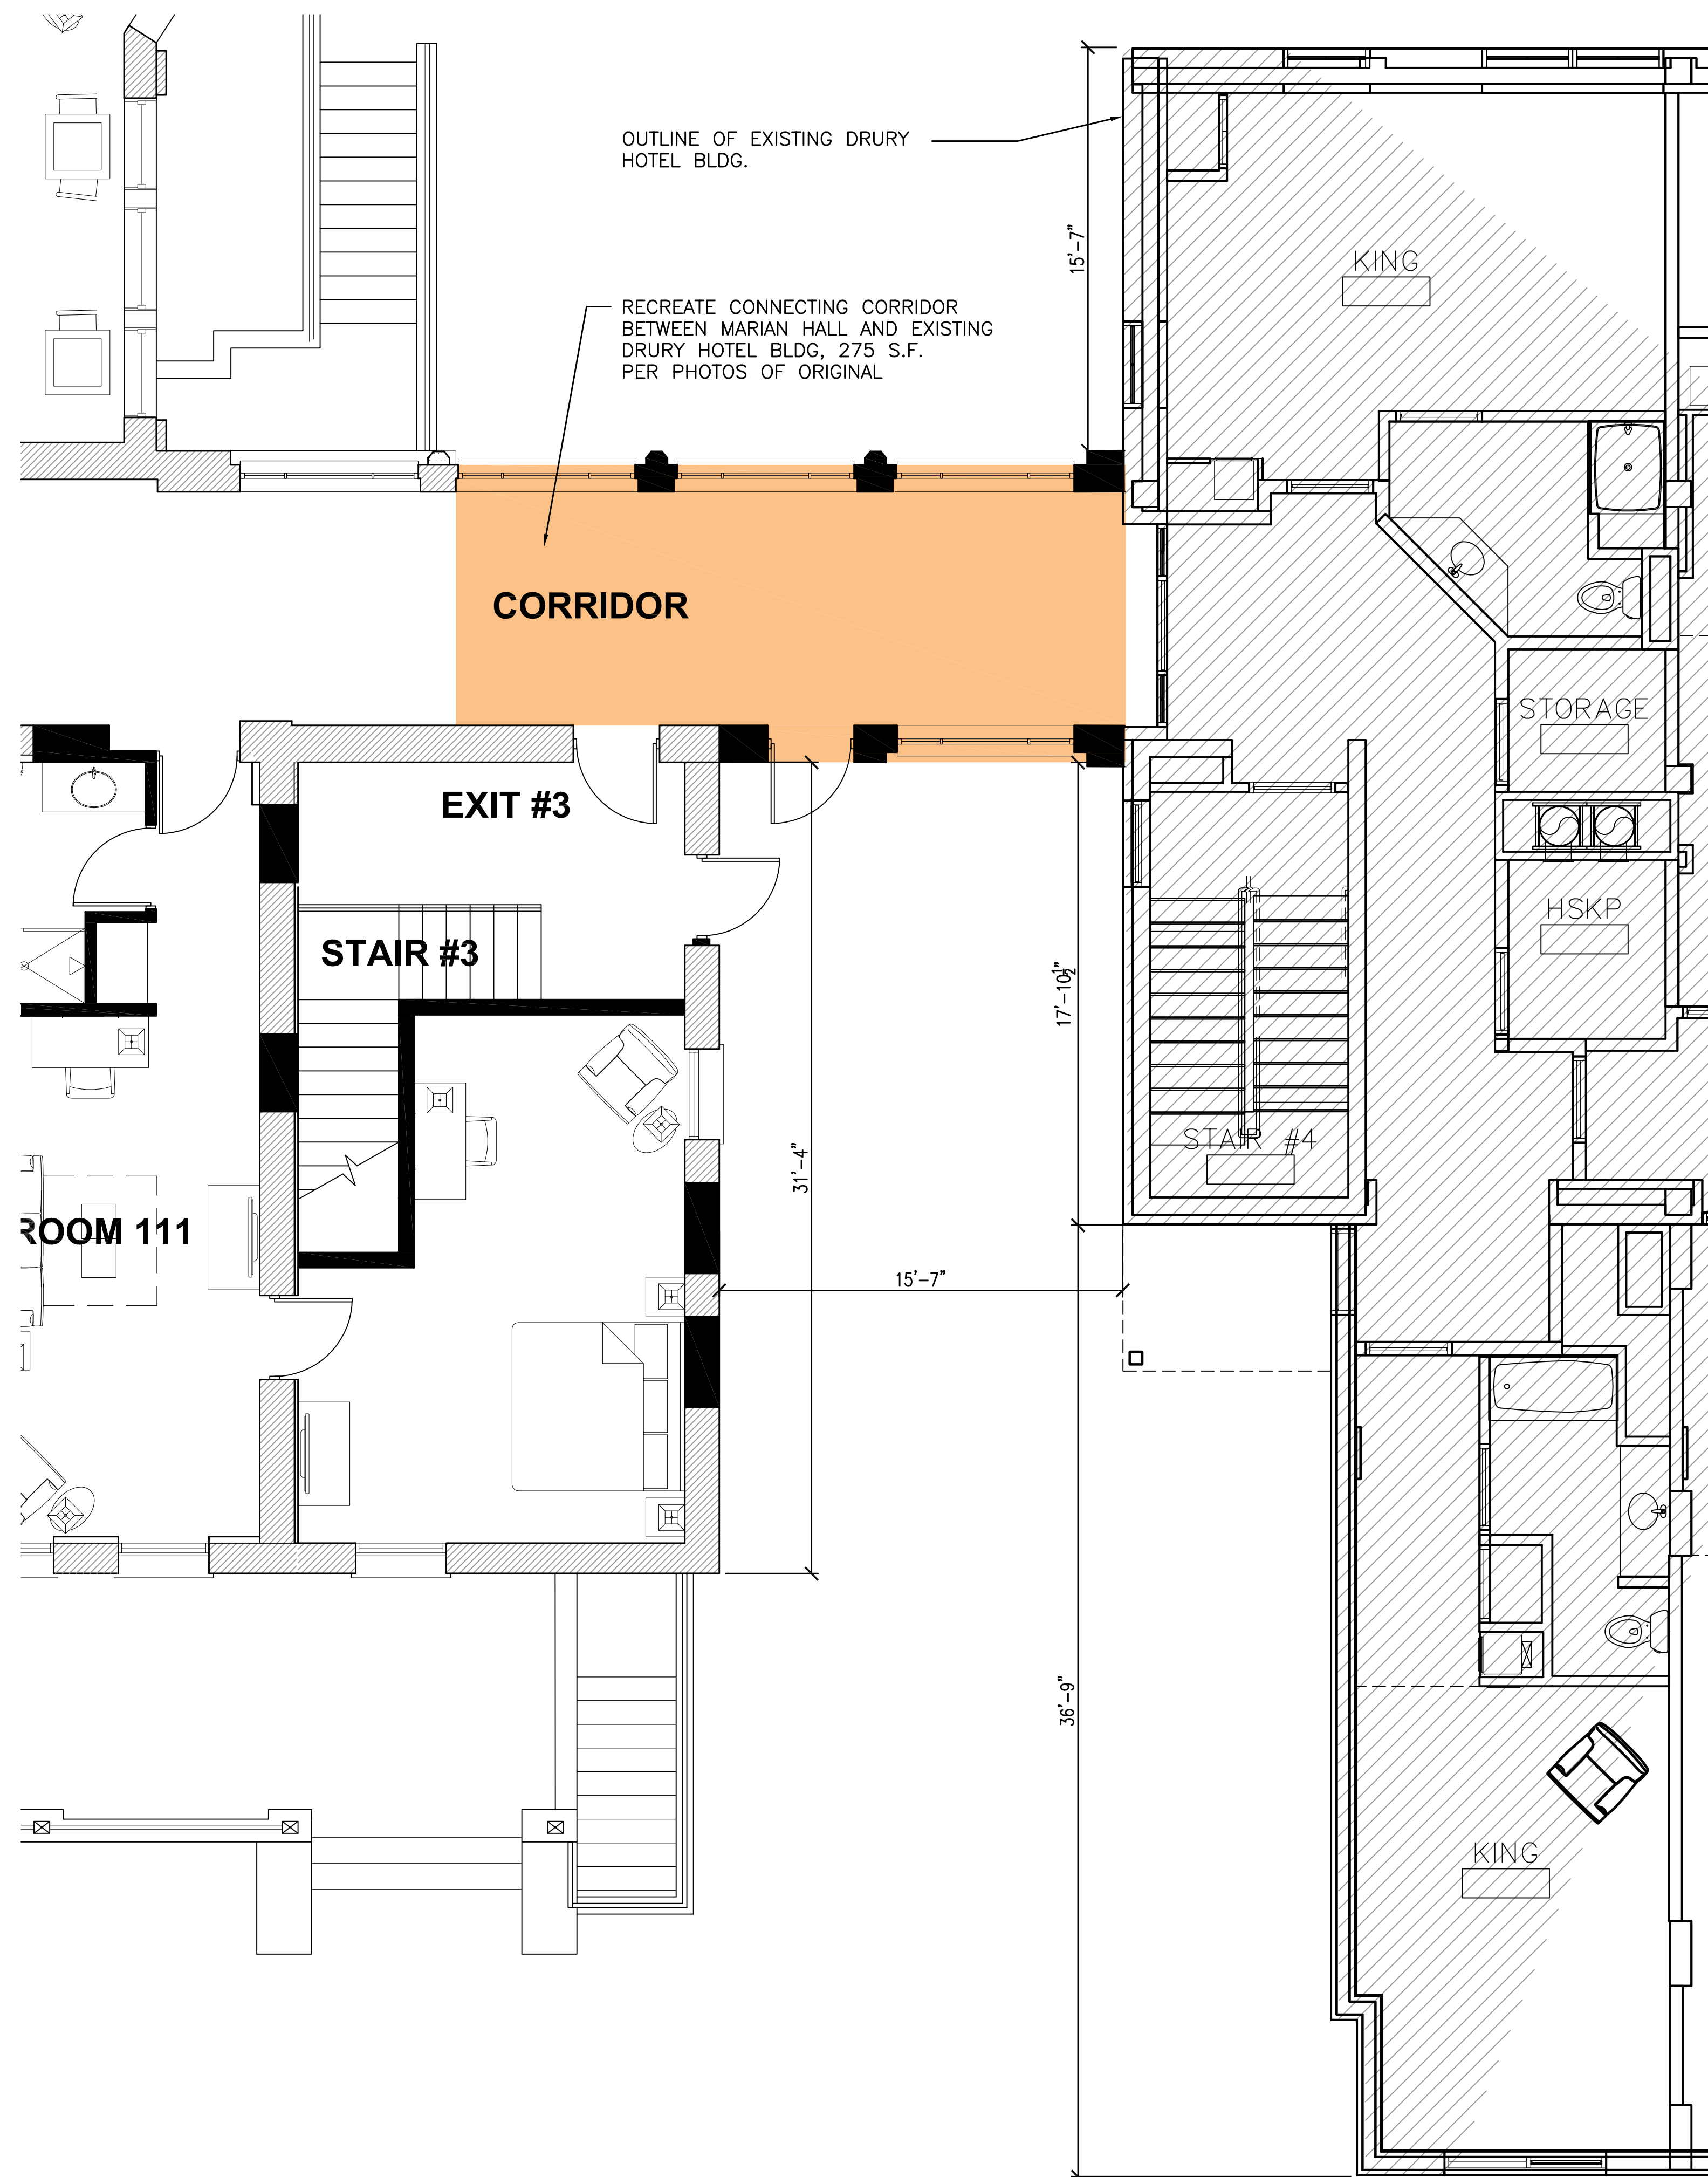 OUTLINE OF EXISTING DRURY
HOTEL BLDG.
15'-7"
KING
RECREATE CONNECTING CORRIDOR
BETWEEN MARIAN HALL AND EXISTING
DRURY HOTEL BLDG, 275 S.F.
PER PHOTOS OF ORIGINAL
CORRIDOR
STORAGE
EXIT #3
HSKP
STAIR #3
17'-10½"
STAIR #4
31'-4"
ROOM 111
15'-7"
36'-9"
KING